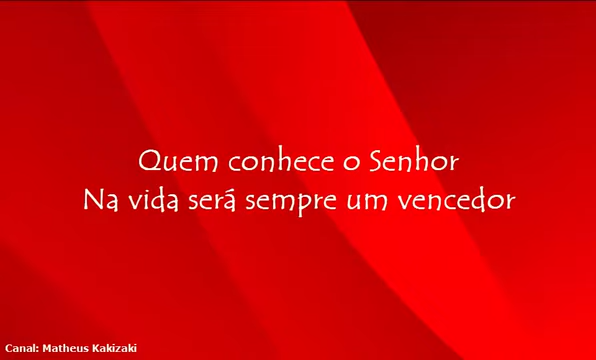 Quem conhece o Senhor
Na vida será sempre um vencedor
Canal: Matheus Kakizaki